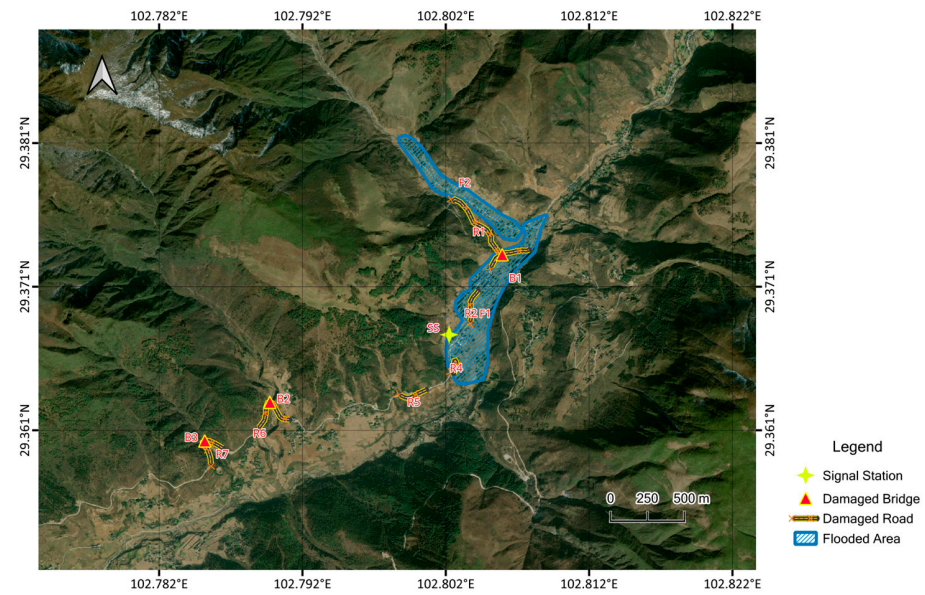 102.782°E 102.792°E 102.802°E 102.812°E 102.822°E
29.381°N 29.381°N
F2
R1
29.371°N B1 29.371°N
R2 F1
SS
R4
B2 R5
29.361°N B3 R6 29.361°N
R7
Legend
Signal Station
0 250 500 m Damaged Bridge
Damaged Road
Flooded Area
102.782°E 102.792°E 102.802°E 102.812°E 102.822°E